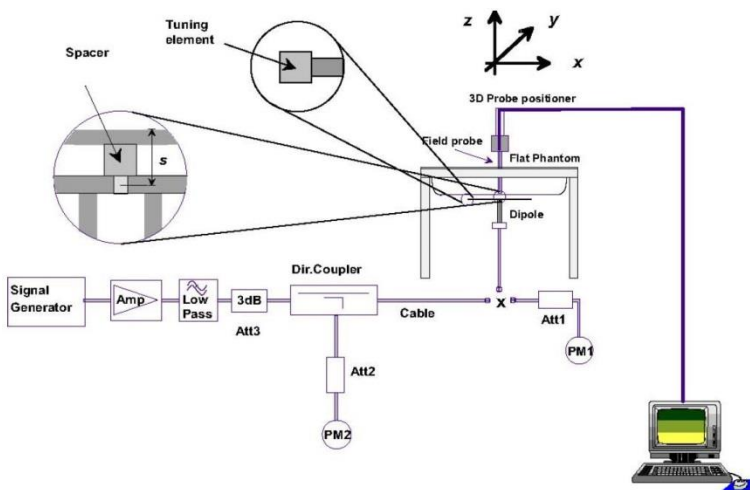 Tuning
element
Spacer
s
z
y
x
3D Probe positioner
Field probe
Flat Phantom
Dipole
Signal
Generator
Amp
Low
Pass
3dB
Att3
Dir.Coupler
Cable
x
Att1
PM1
Att2
PM2